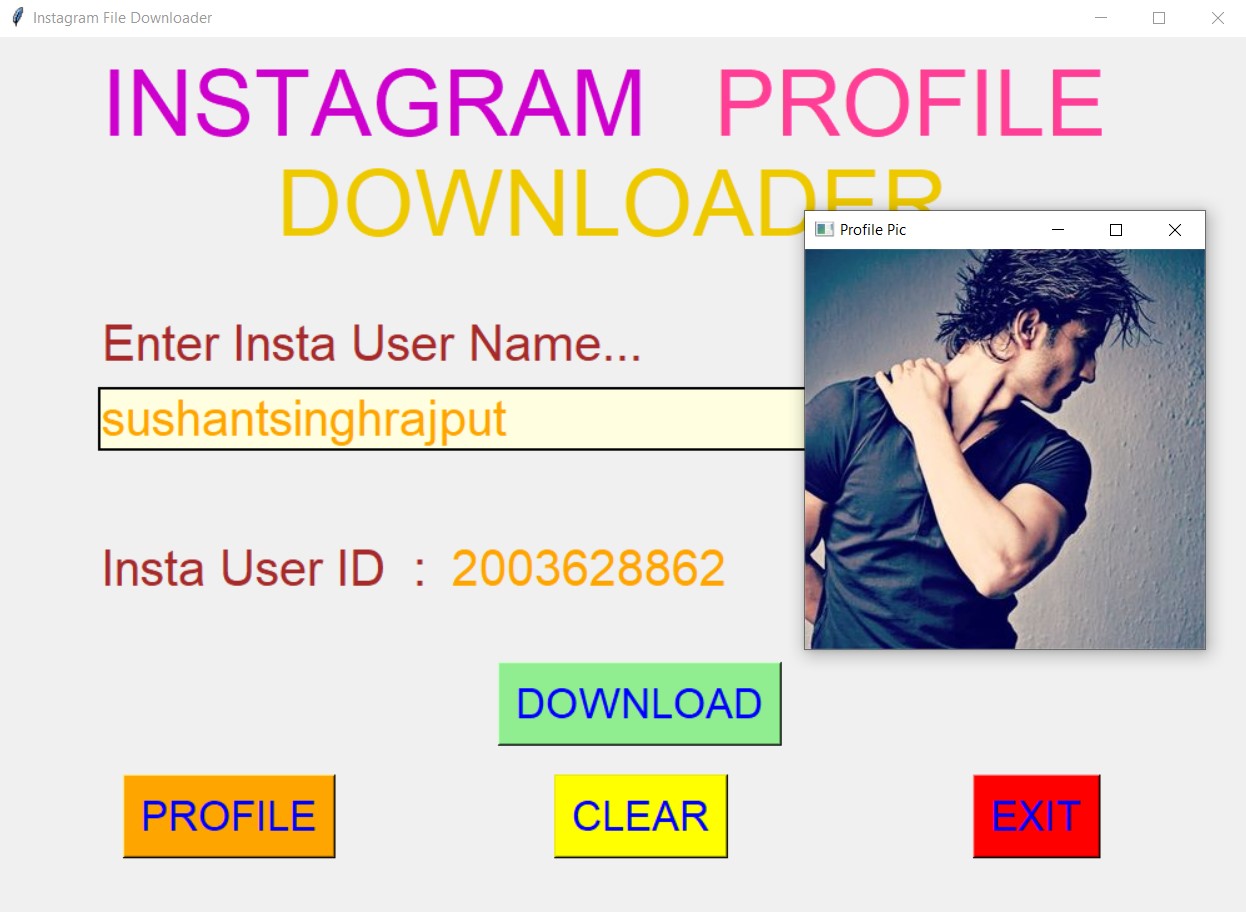 Instagram File Downloader
INSTAGRAM PROFILE
DOWNLOADER
Profile Pic
Enter Insta User Name...
sushantsinghrajput
Insta User ID : 2003628862
DOWNLOAD
PROFILE CLEAR EXIT